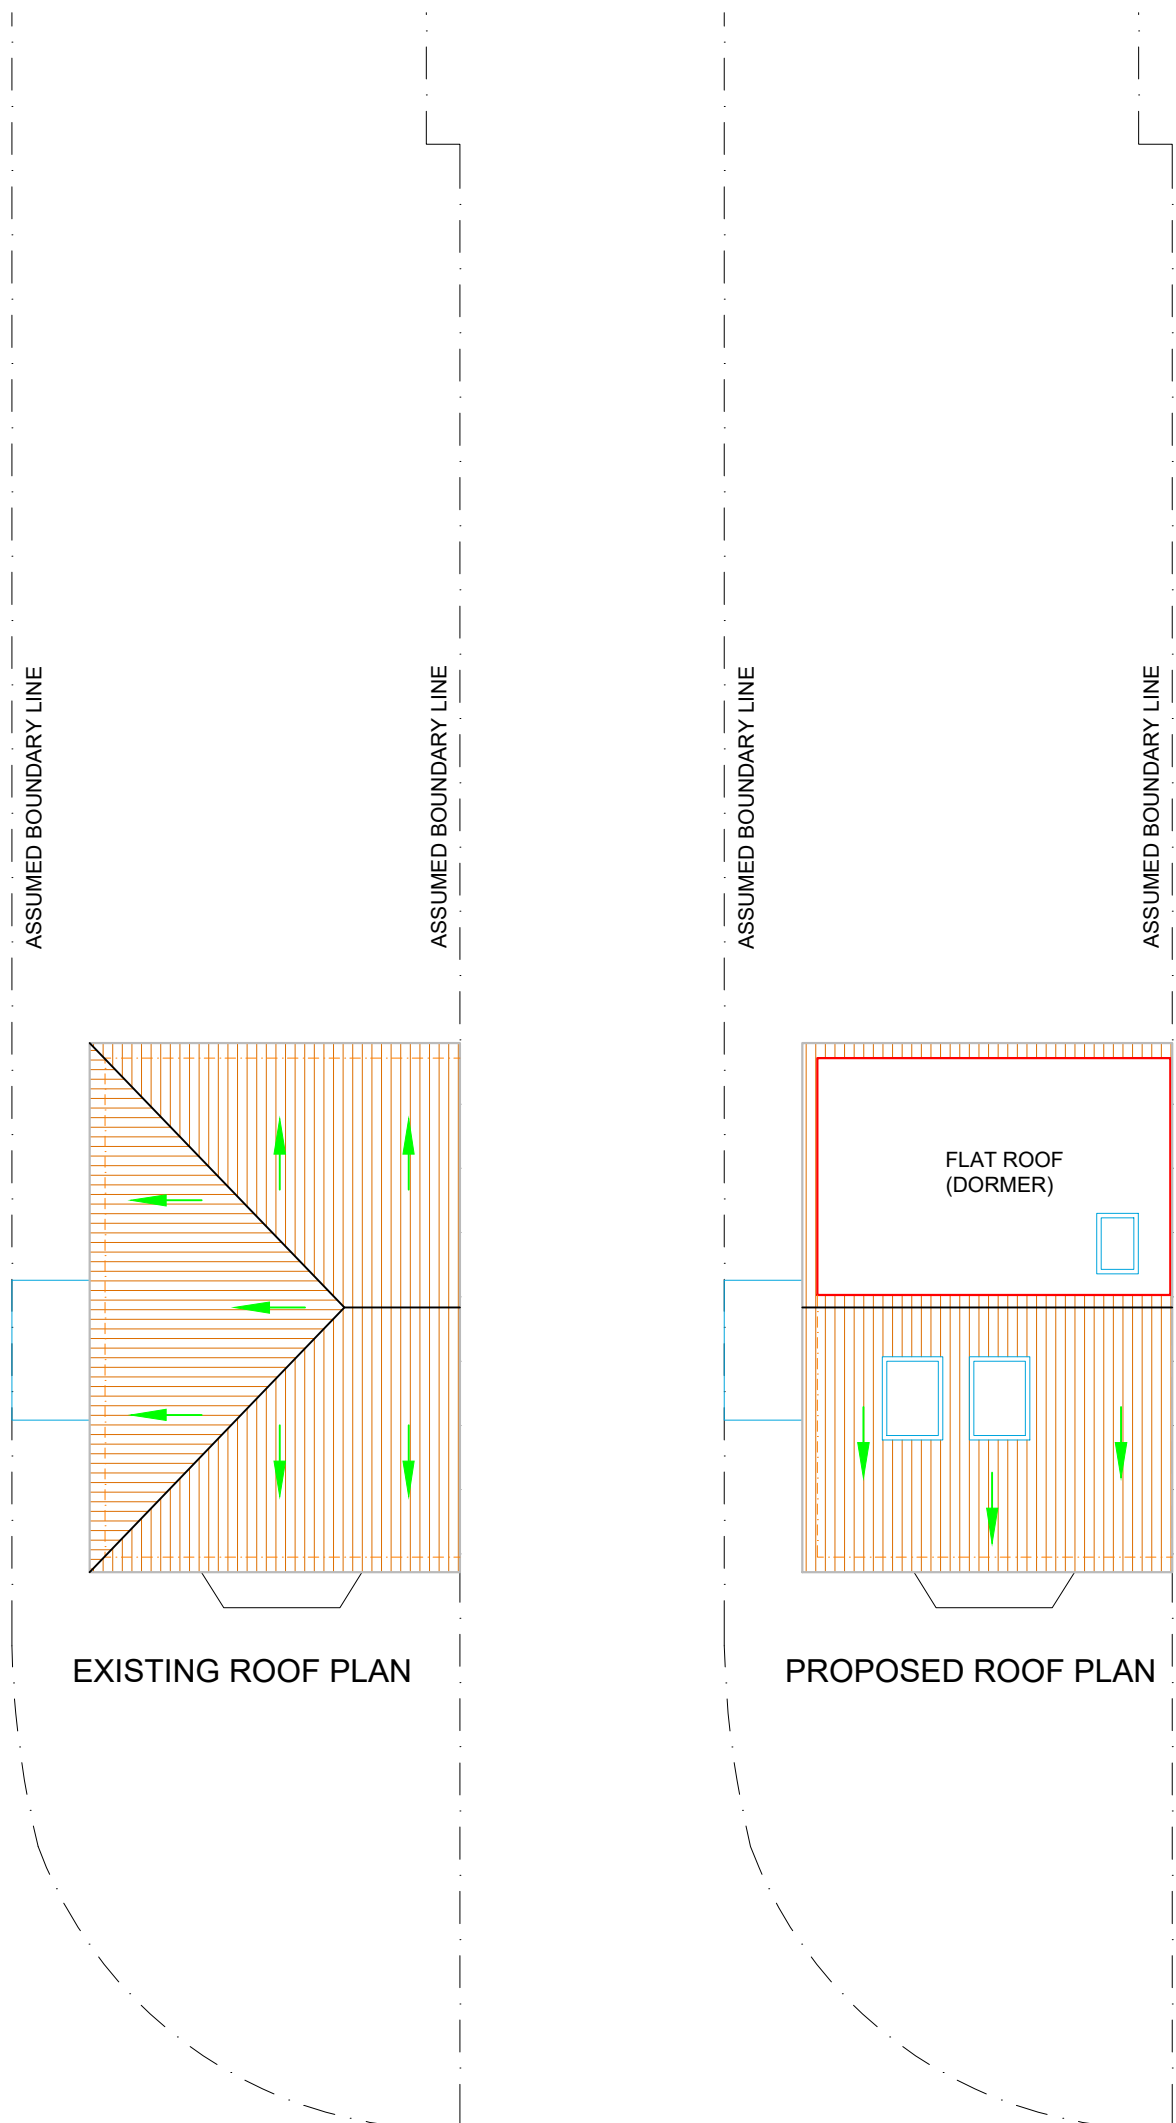 ASSUMED BOUNDARY LINE
ASSUMED BOUNDARY LINE
ASSUMED BOUNDARY LINE
ASSUMED BOUNDARY LINE
FLAT ROOF
(DORMER)
EXISTING ROOF PLAN
PROPOSED ROOF PLAN